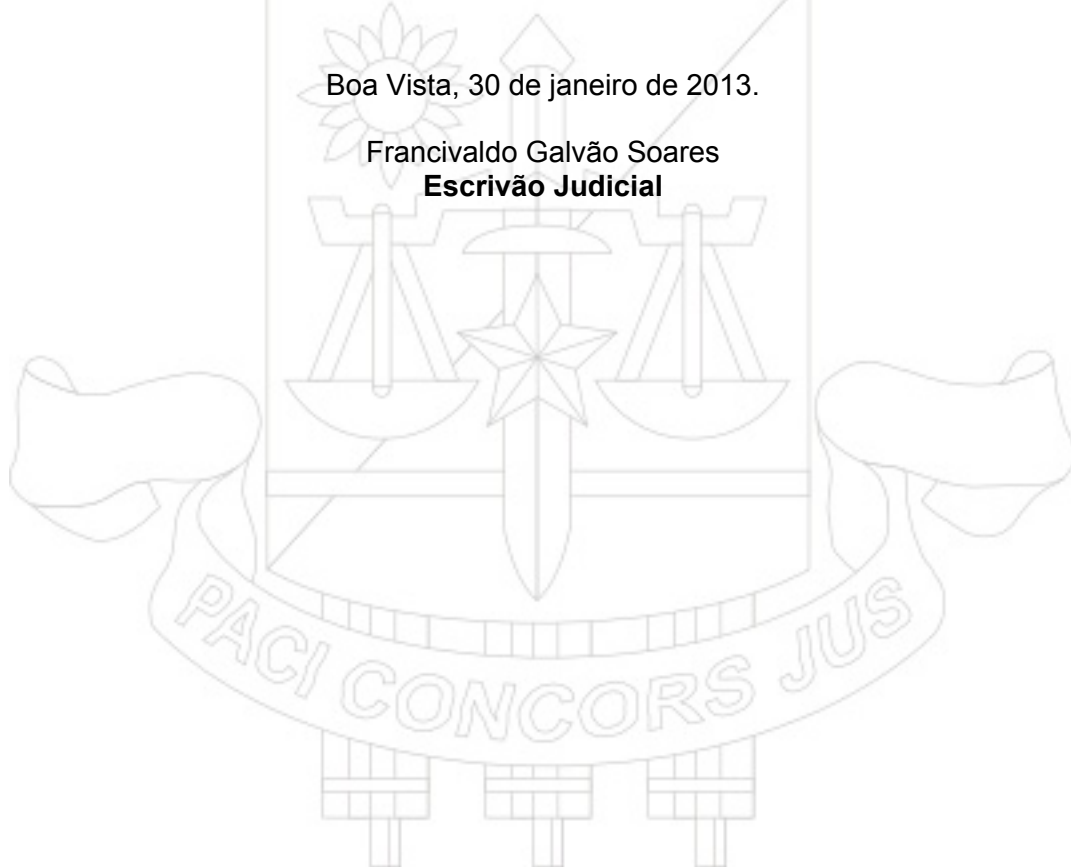 Boa Vista, 30 de janeiro de 2013.
Francivaldo Galvão Soares
Escrivão Judicial
PACI CONCORS JUS